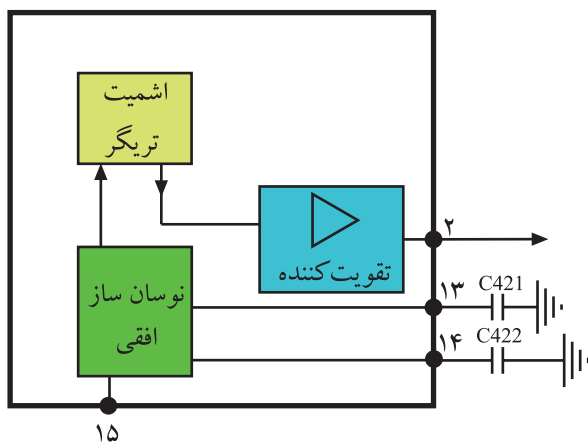 اشمیت
تریگر
۲
تقویت‌کننده
نوسان ساز
افقی
۱۳
C421
۱۴
C422
۱۵